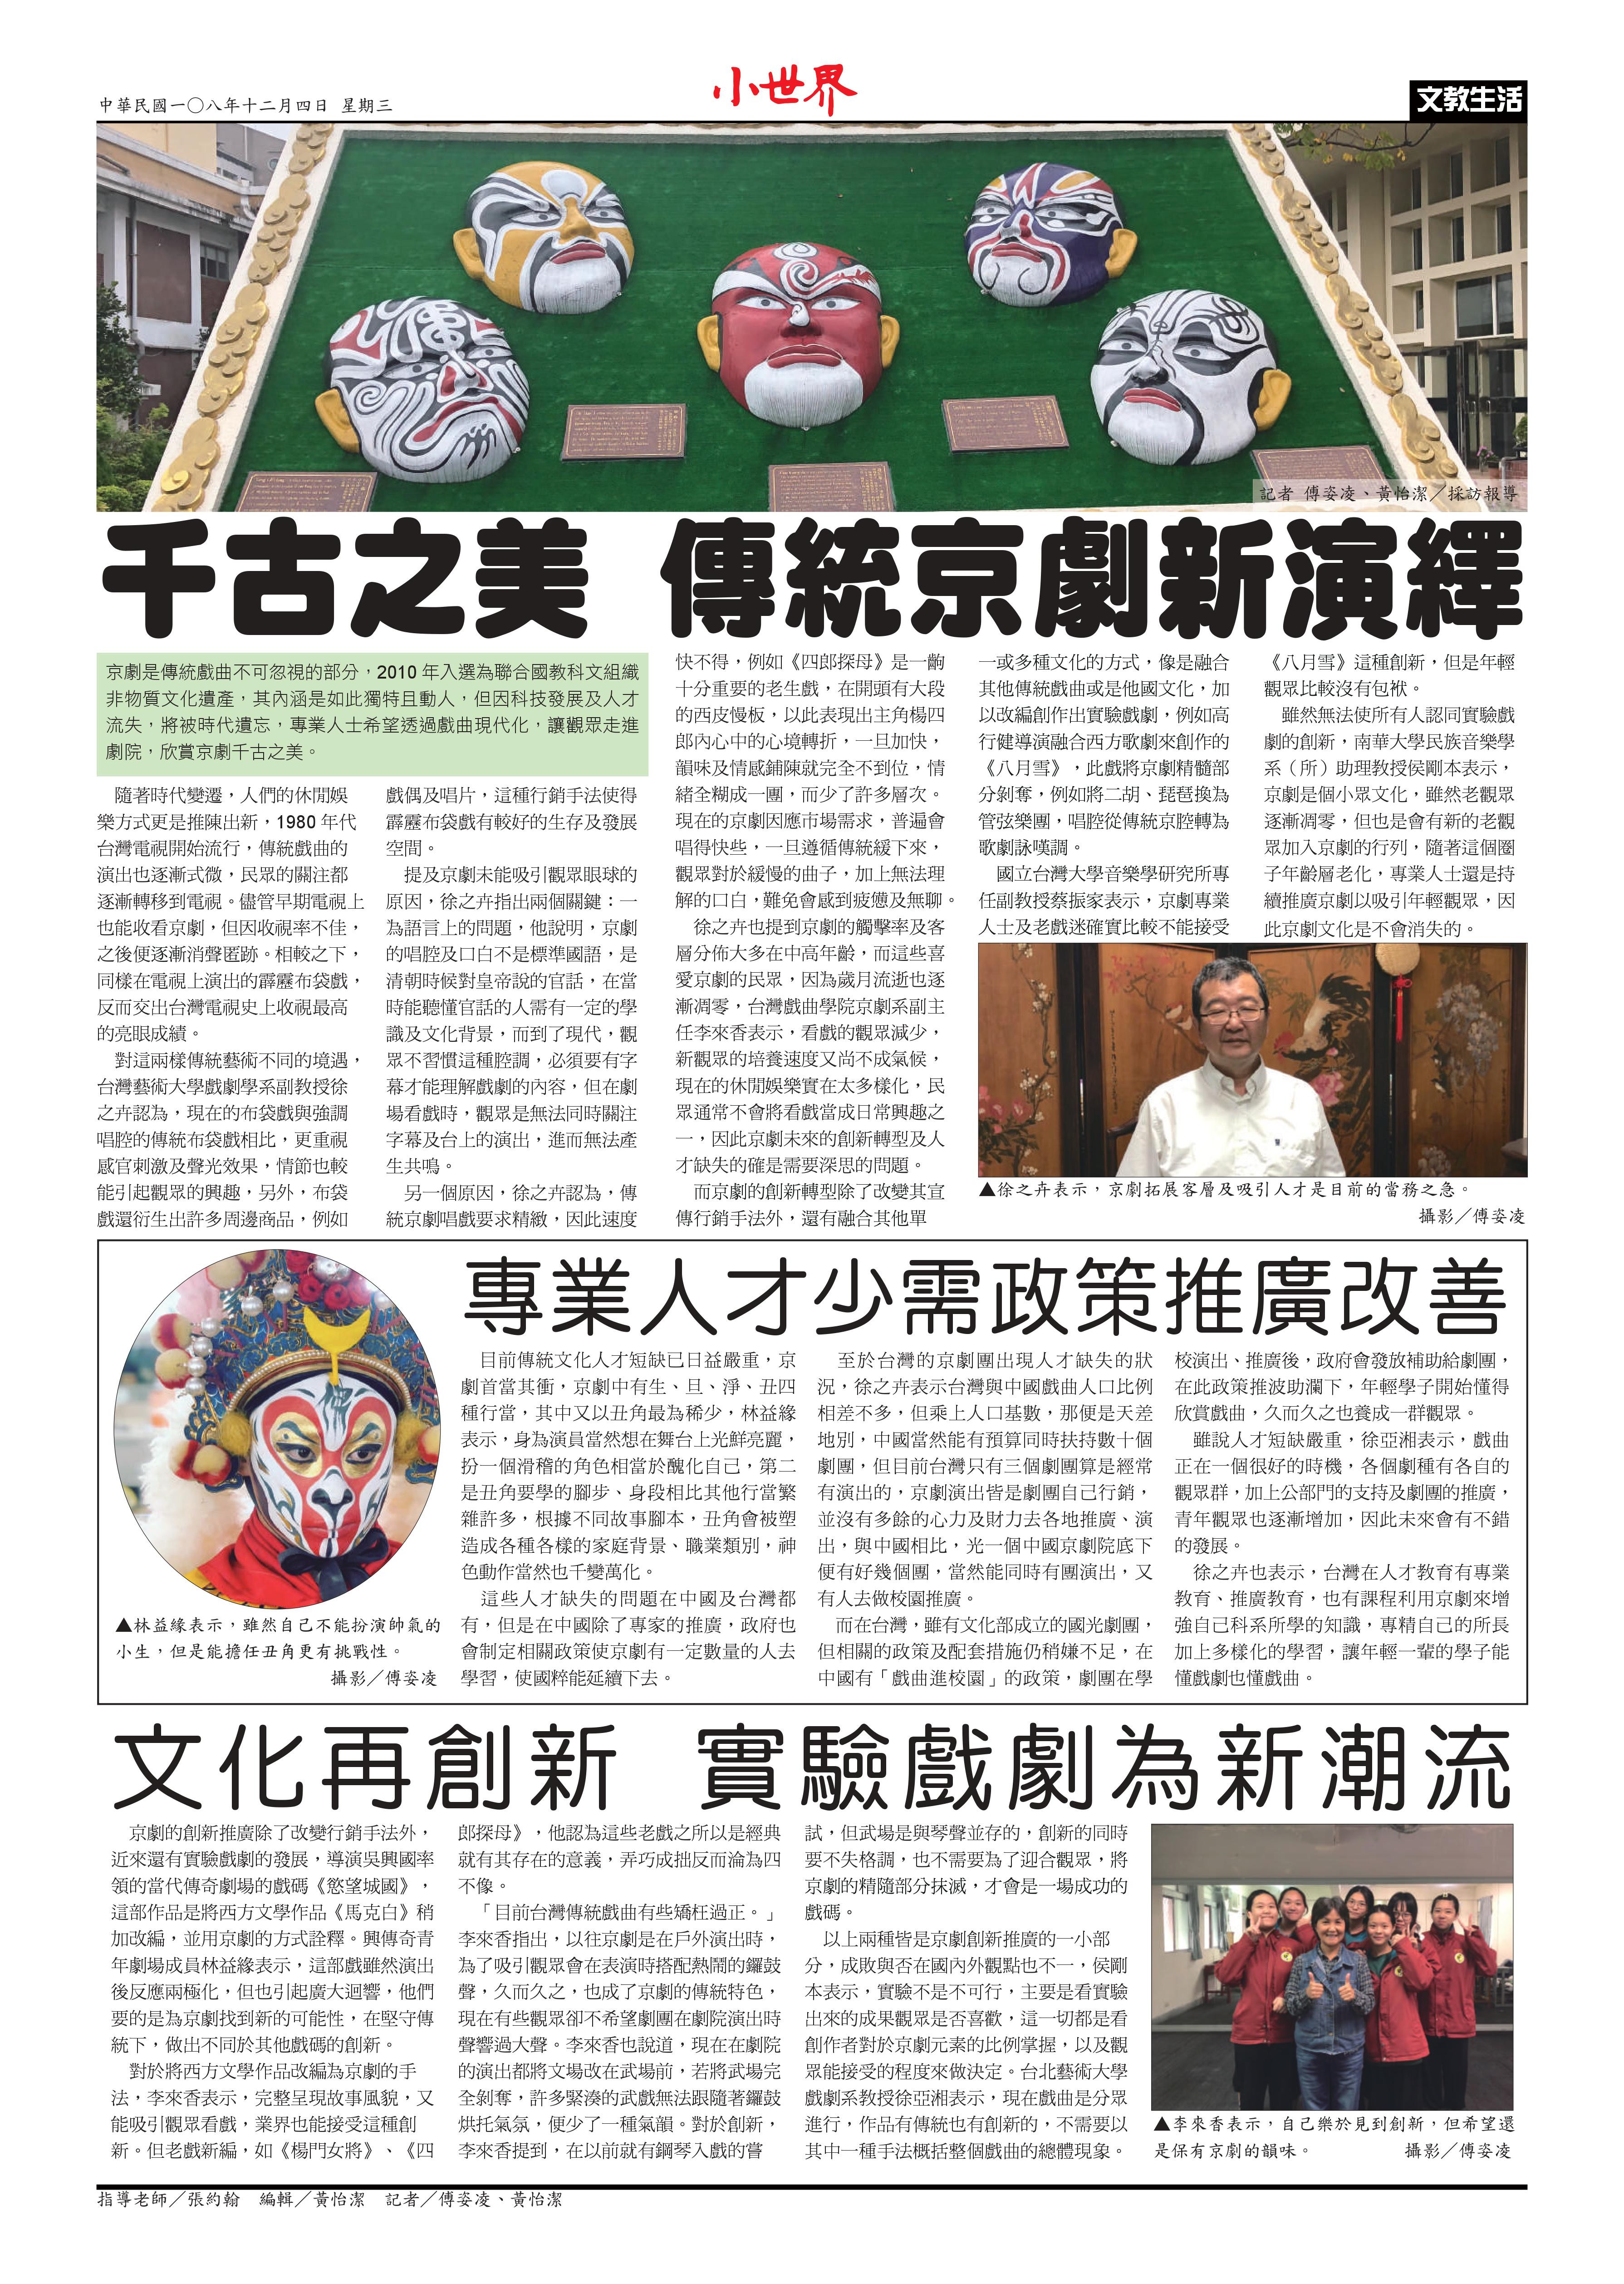 中華民國一〇八年十二月四日 星期三
小世界
文教生活
記者 傅姿凌、黃怡潔／採訪報導
千古之美 傳統京劇新演繹
京劇是傳統戲曲不可忽視的部分，2010 年入選為聯合國教科文組織
非物質文化遺產，其內涵是如此獨特且動人，但因科技發展及人才
流失，將被時代遺忘，專業人士希望透過戲曲現代化，讓觀眾走進
劇院，欣賞京劇千古之美。
隨著時代變遷，人們的休閒娛
樂方式更是推陳出新，1980 年代
台灣電視開始流行，傳統戲曲的
演出也逐漸式微，民眾的關注都
逐漸轉移到電視。儘管早期電視上
也能收看京劇，但因收視率不佳，
之後便逐漸消聲匿跡。相較之下，
同樣在電視上演出的霹靂布袋戲，
反而交出台灣電視史上收視最高
的亮眼成績。
對這兩樣傳統藝術不同的境遇，
台灣藝術大學戲劇學系副教授徐
之卉認為，現在的布袋戲與強調
唱腔的傳統布袋戲相比，更重視
感官刺激及聲光效果，情節也較
能引起觀眾的興趣，另外，布袋
戲還衍生出許多周邊商品，例如
戲偶及唱片，這種行銷手法使得
霹靂布袋戲有較好的生存及發展
空間。
提及京劇未能吸引觀眾眼球的
原因，徐之卉指出兩個關鍵：一
為語言上的問題，他說明，京劇
的唱腔及口白不是標準國語，是
清朝時候對皇帝說的官話，在當
時能聽懂官話的人需有一定的學
識及文化背景，而到了現代，觀
眾不習慣這種腔調，必須要有字
幕才能理解戲劇的內容，但在劇
場看戲時，觀眾是無法同時關注
字幕及台上的演出，進而無法產
生共鳴。
另一個原因，徐之卉認為，傳
統京劇唱戲要求精緻，因此速度
快不得，例如《四郎探母》是一齣
十分重要的老生戲，在開頭有大段
的西皮慢板，以此表現出主角楊四
郎內心中的心境轉折，一旦加快，
韻味及情感鋪陳就完全不到位，情
緒全糊成一團，而少了許多層次。
現在的京劇因應市場需求，普遍會
唱得快些，一旦遵循傳統緩下來，
觀眾對於緩慢的曲子，加上無法理
解的口白，難免會感到疲憊及無聊。
徐之卉也提到京劇的觸擊率及客
層分佈大多在中高年齡，而這些喜
愛京劇的民眾，因為歲月流逝也逐
漸凋零，台灣戲曲學院京劇系副主
任李來香表示，看戲的觀眾減少，
新觀眾的培養速度又尚不成氣候，
現在的休閒娛樂實在太多樣化，民
眾通常不會將看戲當成日常興趣之
一，因此京劇未來的創新轉型及人
才缺失的確是需要深思的問題。
而京劇的創新轉型除了改變其宣
傳行銷手法外，還有融合其他單
一或多種文化的方式，像是融合
其他傳統戲曲或是他國文化，加
以改編創作出實驗戲劇，例如高
行健導演融合西方歌劇來創作的
《八月雪》，此戲將京劇精髓部
分剝奪，例如將二胡、琵琶換為
管弦樂團，唱腔從傳統京腔轉為
歌劇詠嘆調。
國立台灣大學音樂學研究所專
任副教授蔡振家表示，京劇專業
人士及老戲迷確實比較不能接受
《八月雪》這種創新，但是年輕
觀眾比較沒有包袱。
雖然無法使所有人認同實驗戲
劇的創新，南華大學民族音樂學
系（所）助理教授侯剛本表示，
京劇是個小眾文化，雖然老觀眾
逐漸凋零，但也是會有新的老觀
眾加入京劇的行列，隨著這個圈
子年齡層老化，專業人士還是持
續推廣京劇以吸引年輕觀眾，因
此京劇文化是不會消失的。
▲徐之卉表示，京劇拓展客層及吸引人才是目前的當務之急。
攝影／傅姿凌
專業人才少需政策推廣改善
▲林益緣表示，雖然自己不能扮演帥氣的
小生，但是能擔任丑角更有挑戰性。
攝影／傅姿凌
目前傳統文化人才短缺已日益嚴重，京
劇首當其衝，京劇中有生、旦、淨、丑四
種行當，其中又以丑角最為稀少，林益緣
表示，身為演員當然想在舞台上光鮮亮麗，
扮一個滑稽的角色相當於醜化自己，第二
是丑角要學的腳步、身段相比其他行當繁
雜許多，根據不同故事腳本，丑角會被塑
造成各種各樣的家庭背景、職業類別，神
色動作當然也千變萬化。
這些人才缺失的問題在中國及台灣都
有，但是在中國除了專家的推廣，政府也
會制定相關政策使京劇有一定數量的人去
學習，使國粹能延續下去。
至於台灣的京劇團出現人才缺失的狀
況，徐之卉表示台灣與中國戲曲人口比例
相差不多，但乘上人口基數，那便是天差
地別，中國當然能有預算同時扶持數十個
劇團，但目前台灣只有三個劇團算是經常
有演出的，京劇演出皆是劇團自己行銷，
並沒有多餘的心力及財力去各地推廣、演
出，與中國相比，光一個中國京劇院底下
便有好幾個團，當然能同時有團演出，又
有人去做校園推廣。
而在台灣，雖有文化部成立的國光劇團，
但相關的政策及配套措施仍稍嫌不足，在
中國有「戲曲進校園」的政策，劇團在學
校演出、推廣後，政府會發放補助給劇團，
在此政策推波助瀾下，年輕學子開始懂得
欣賞戲曲，久而久之也養成一群觀眾。
雖說人才短缺嚴重，徐亞湘表示，戲曲
正在一個很好的時機，各個劇種有各自的
觀眾群，加上公部門的支持及劇團的推廣，
青年觀眾也逐漸增加，因此未來會有不錯
的發展。
徐之卉也表示，台灣在人才教育有專業
教育、推廣教育，也有課程利用京劇來增
強自己科系所學的知識，專精自己的所長
加上多樣化的學習，讓年輕一輩的學子能
懂戲劇也懂戲曲。
文化再創新 實驗戲劇為新潮流
京劇的創新推廣除了改變行銷手法外，
近來還有實驗戲劇的發展，導演吳興國率
領的當代傳奇劇場的戲碼《慾望城國》，
這部作品是將西方文學作品《馬克白》稍
加改編，並用京劇的方式詮釋。興傳奇青
年劇場成員林益緣表示，這部戲雖然演出
後反應兩極化，但也引起廣大迴響，他們
要的是為京劇找到新的可能性，在堅守傳
統下，做出不同於其他戲碼的創新。
對於將西方文學作品改編為京劇的手
法，李來香表示，完整呈現故事風貌，又
能吸引觀眾看戲，業界也能接受這種創
新。但老戲新編，如《楊門女將》、《四
郎探母》，他認為這些老戲之所以是經典
就有其存在的意義，弄巧成拙反而淪為四
不像。
「目前台灣傳統戲曲有些矯枉過正。」
李來香指出，以往京劇是在戶外演出時，
為了吸引觀眾會在表演時搭配熱鬧的鑼鼓
聲，久而久之，也成了京劇的傳統特色，
現在有些觀眾卻不希望劇團在劇院演出時
聲響過大聲。李來香也說道，現在在劇院
的演出都將文場改在武場前，若將武場完
全剝奪，許多緊湊的武戲無法跟隨著鑼鼓
烘托氣氛，便少了一種氣韻。對於創新，
李來香提到，在以前就有鋼琴入戲的嘗
試，但武場是與琴聲並存的，創新的同時
要不失格調，也不需要為了迎合觀眾，將
京劇的精隨部分抹滅，才會是一場成功的
戲碼。
以上兩種皆是京劇創新推廣的一小部
分，成敗與否在國內外觀點也不一，侯剛
本表示，實驗不是不可行，主要是看實驗
出來的成果觀眾是否喜歡，這一切都是看
創作者對於京劇元素的比例掌握，以及觀
眾能接受的程度來做決定。台北藝術大學
戲劇系教授徐亞湘表示，現在戲曲是分眾
進行，作品有傳統也有創新的，不需要以
其中一種手法概括整個戲曲的總體現象。
▲李來香表示，自己樂於見到創新，但希望還
是保有京劇的韻味。 攝影／傅姿凌
指導老師／張約翰 編輯／黃怡潔 記者／傅姿凌、黃怡潔